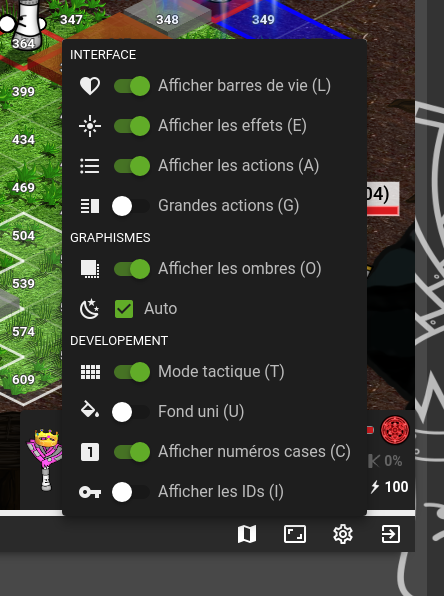 347
348
349
364
INTERFACE
Afficher barres de vie (L)
399
Afficher les effets (E)
434
Afficher les actions (A)
469
04)
Grandes actions (G)
504
GRAPHISMES
Afficher les ombres (O)
539
Auto
574
DEVELOPEMENT
Mode tactique (T)
609
Fond uni (U)
1
Afficher numéros cases (C)
0%
Afficher les IDs (I)
100